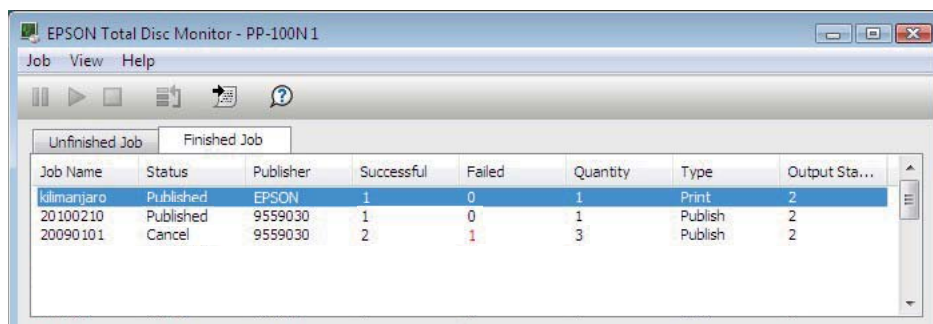 EPSON Total Disc Monitor - PP-100N 1
Job View Help
Unfinished Job Finished Job
Job Name Status Publisher Successful Failed Quantity Type Output Sta...
kilimanjaro Published EPSON 1 0 1 Print 2
20100210 Published 9559030 1 0 1 Publish 2
20090101 Cancel 9559030 2 1 3 Publish 2